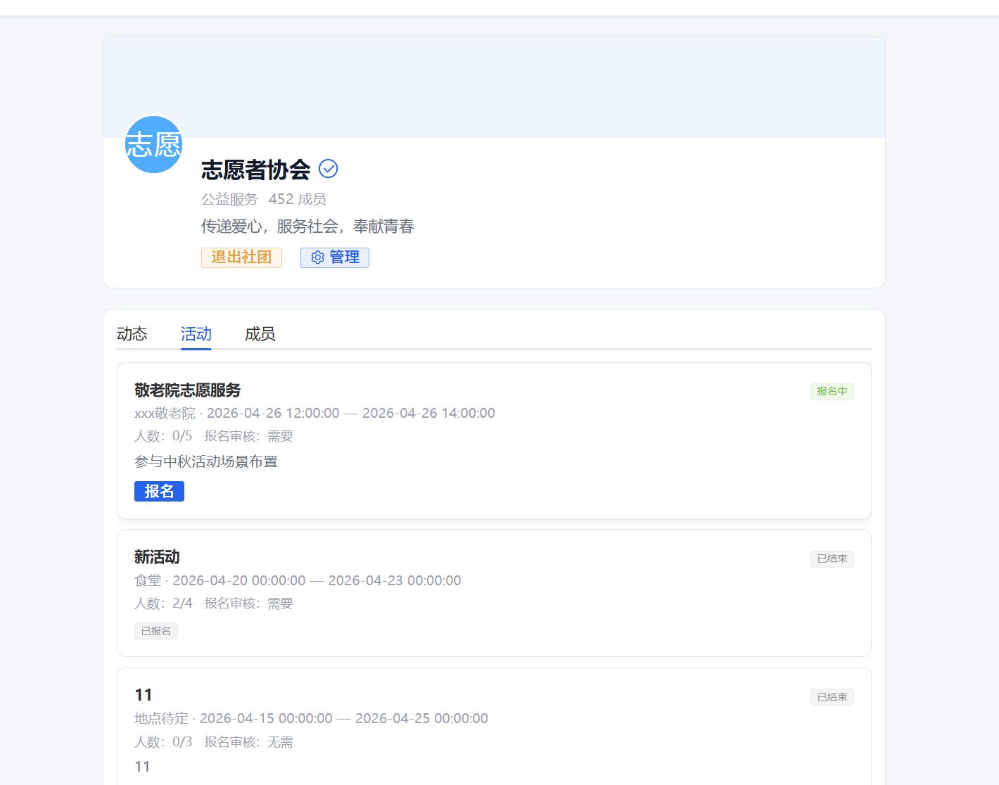 志愿
志愿者协会
公益服务 452 成员
传递爱心，服务社会，奉献青春
退出社团 管理
动态 活动 成员
敬老院志愿服务 报名中
xxx敬老院 · 2026-04-26 12:00:00 — 2026-04-26 14:00:00
人数：0/5 报名审核：需要
参与中秋活动场景布置
报名
新活动 已结束
食堂 · 2026-04-20 00:00:00 — 2026-04-23 00:00:00
人数：2/4 报名审核：需要
已报名
11 已结束
地点待定 · 2026-04-15 00:00:00 — 2026-04-25 00:00:00
人数：0/3 报名审核：无需
11